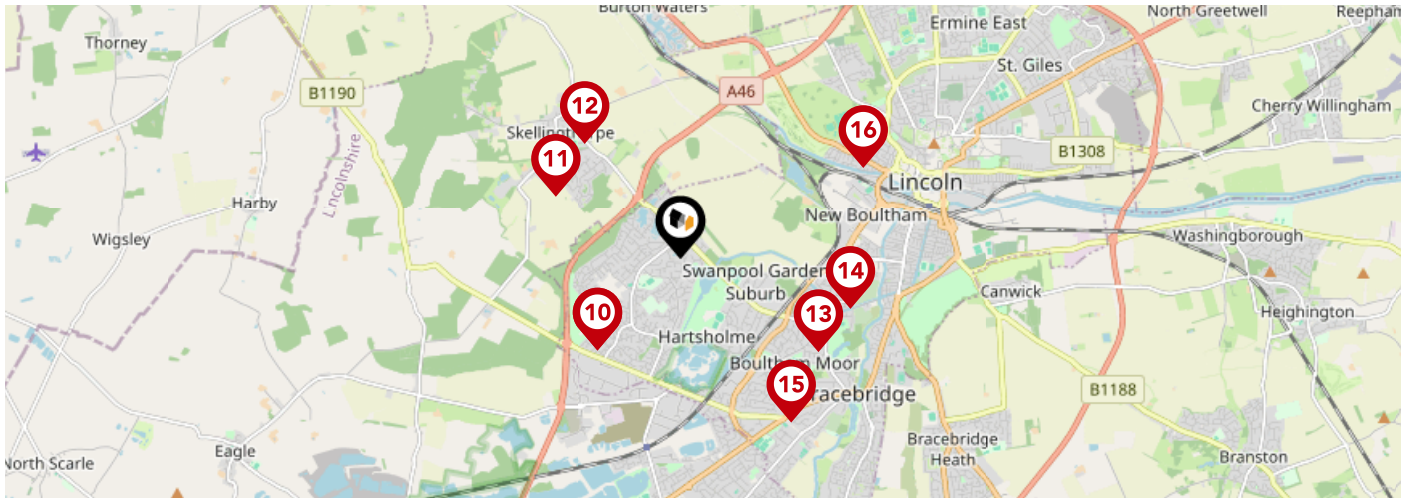 Burton Waters
North Greetwell
Reepham
Ermine East
Thorney
St. Giles
A46
B1190
12
Cherry Willingham
Skellingthorpe
16
B1308
11
Lincolnshire
Lincoln
Harby
New Boultham
Wigsley
Washingborough
Swanpool Garden
Suburb
14
Canwick
10
13
Heighington
Hartsholme
Boultham Moor
15
Bracebridge
B1188
Bracebridge
Heath
Eagle
Branston
North Scarle